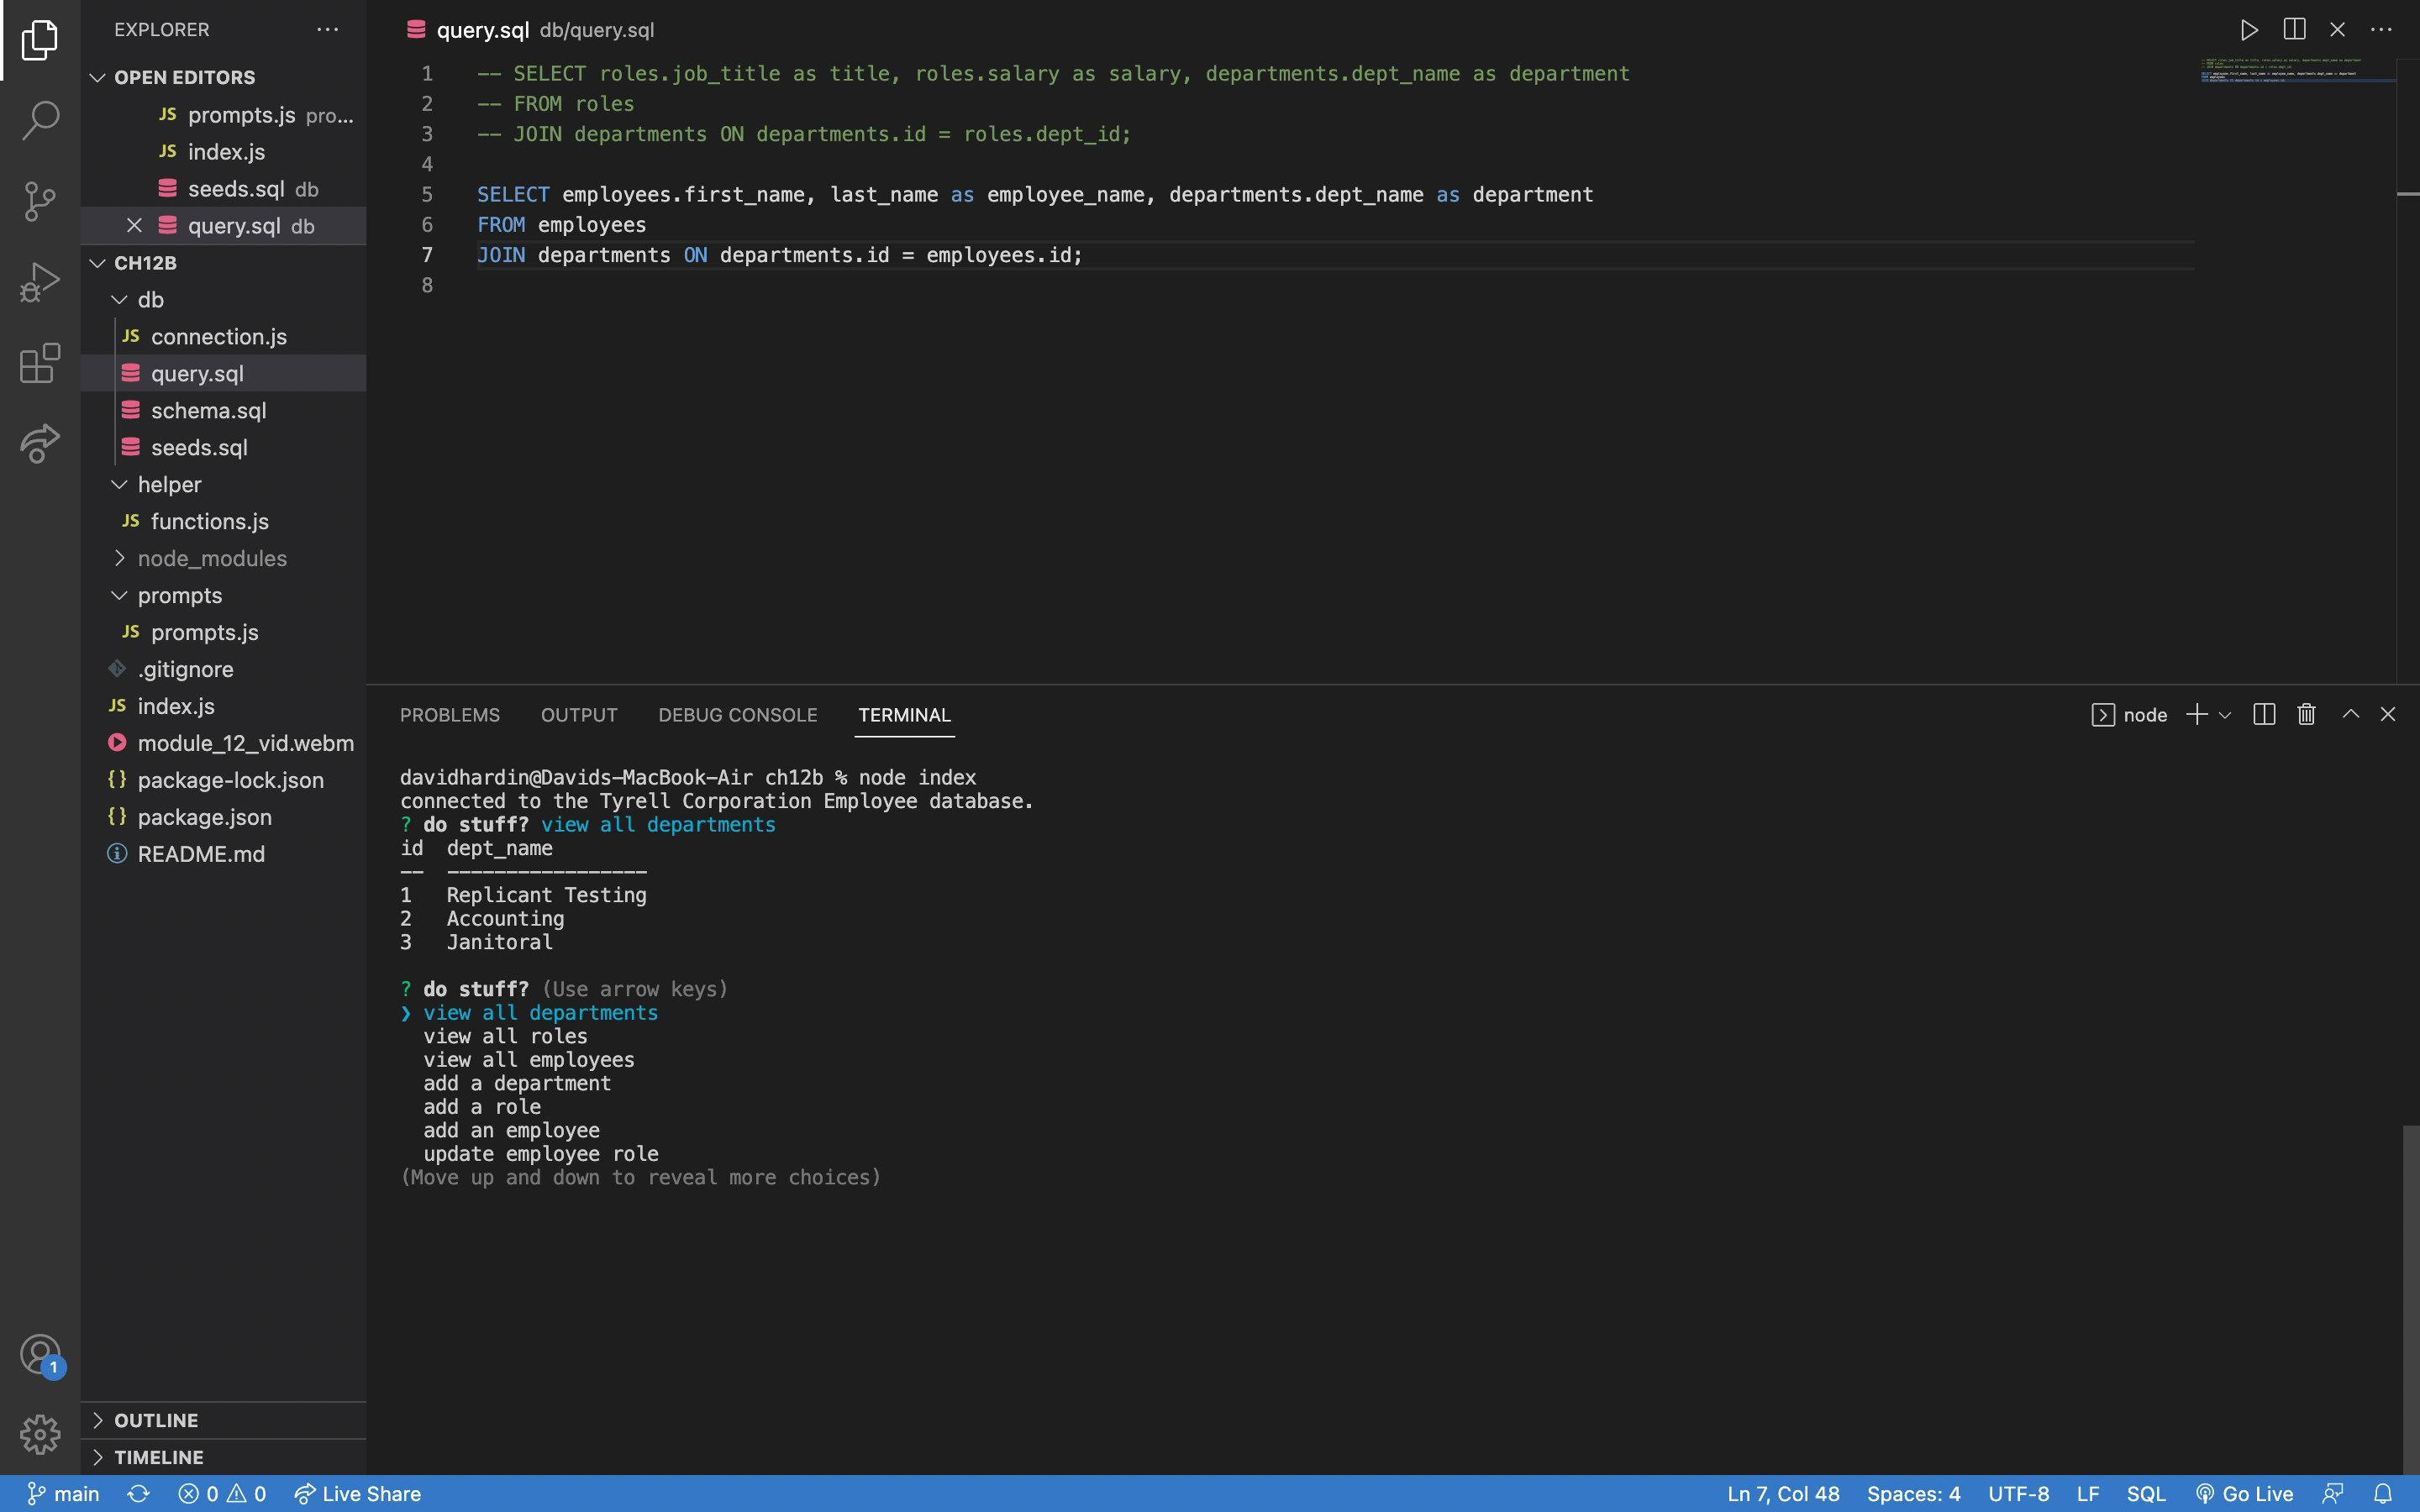 EXPLORER
OPEN EDITORS
JS prompts.js pro...
JS index.js
seeds.sql db
query.sql db
CH12B
db
JS connection.js
query.sql
schema.sql
seeds.sql
helper
JS functions.js
node_modules
prompts
JS prompts.js
.gitignore
JS index.js
module_12_vid.webm
{} package-lock.json
{} package.json
README.md
OUTLINE
TIMELINE
1
query.sql db/query.sql
1 -- SELECT roles.job_title as title, roles.salary as salary, departments.dept_name as department
2 -- FROM roles
3 -- JOIN departments ON departments.id = roles.dept_id;
4
5 SELECT employees.first_name, last_name as employee_name, departments.dept_name as department
6 FROM employees
7 JOIN departments ON departments.id = employees.id;
8
PROBLEMS OUTPUT DEBUG CONSOLE TERMINAL node
davidhardin@Davids-MacBook-Air ch12b % node index
connected to the Tyrell Corporation Employee database.
? do stuff? view all departments
id dept_name
-- -----------------
1 Replicant Testing
2 Accounting
3 Janitoral
? do stuff? (Use arrow keys)
❯ view all departments
view all roles
view all employees
add a department
add a role
add an employee
update employee role
(Move up and down to reveal more choices)
main 0 0 Live Share Ln 7, Col 48 Spaces: 4 UTF-8 LF SQL Go Live